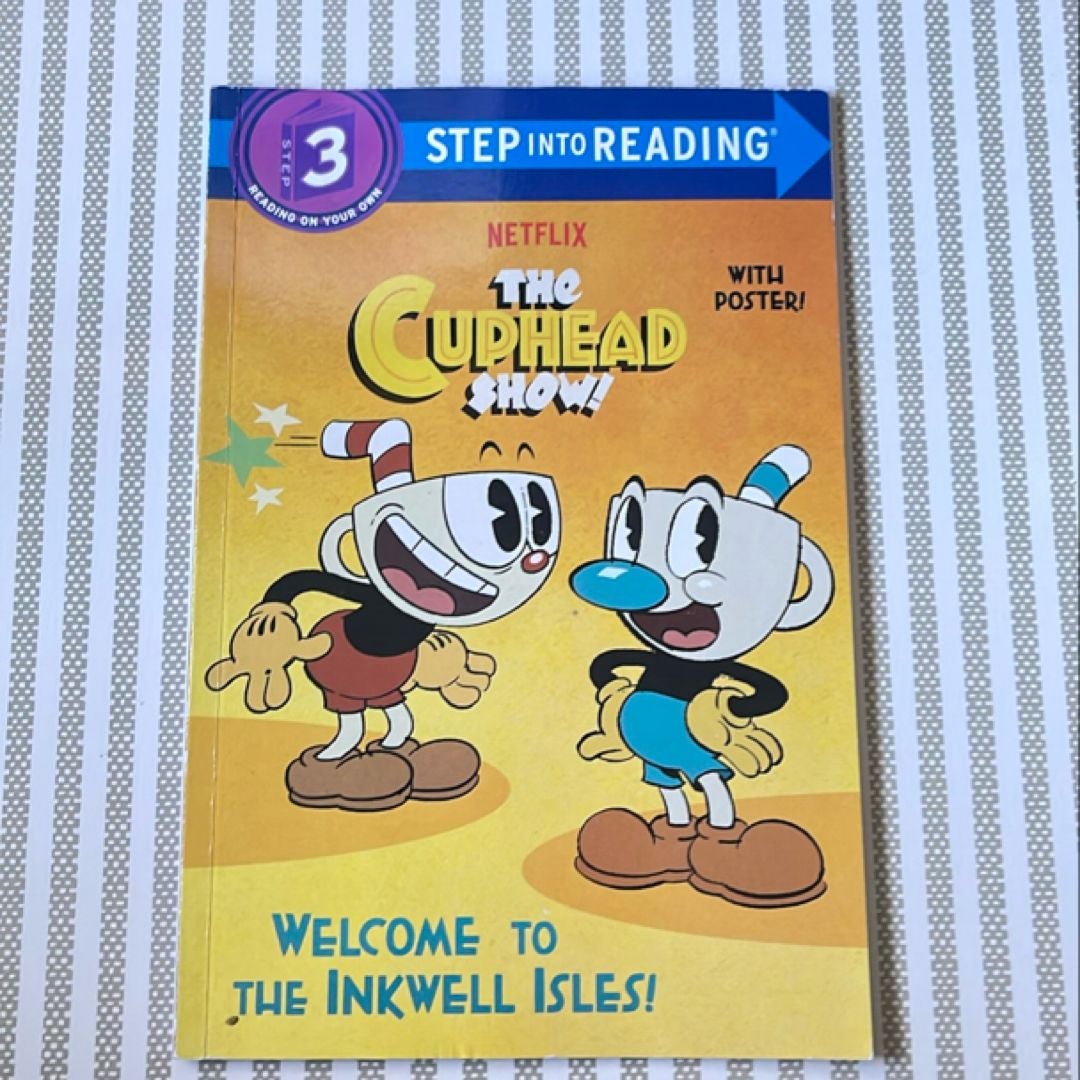 STEP 3
READING ON YOUR OWN
STEP INTO READING®
NETFLIX
THE
CUPHEAD
SHOW!
WITH
POSTER!
WELCOME TO
THE INKWELL ISLES!